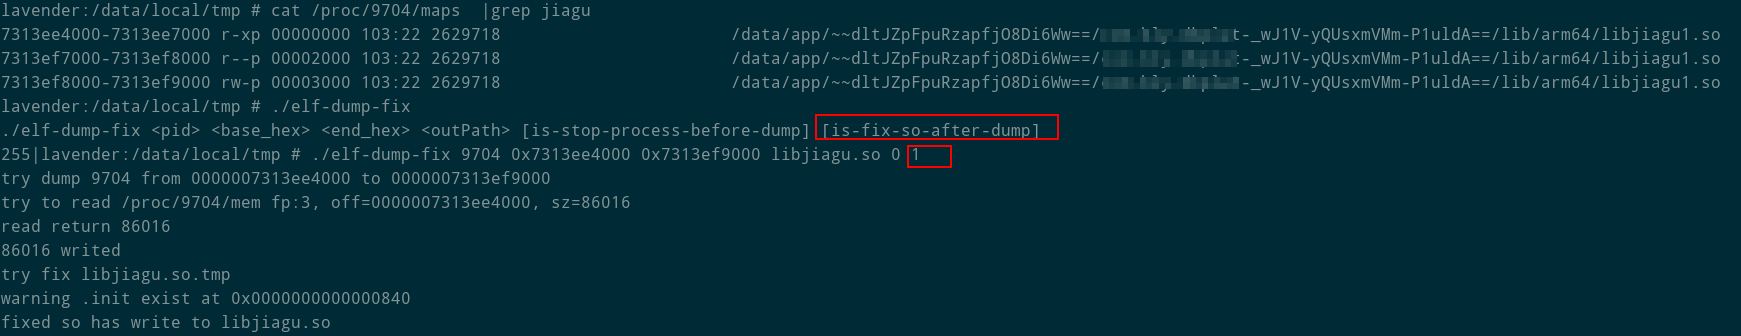 lavender:/data/local/tmp # cat /proc/9704/maps  |grep jiagu
7313ee4000-7313ee7000 r-xp 00000000 103:22 2629718                        /data/app/~~dltJZpFpuRzapfjO8Di6Ww==/ t-_wJ1V-yQUsxmVMm-P1uldA==/lib/arm64/libjiagu1.so
7313ef7000-7313ef8000 r--p 00002000 103:22 2629718                        /data/app/~~dltJZpFpuRzapfjO8Di6Ww==/ -_wJ1V-yQUsxmVMm-P1uldA==/lib/arm64/libjiagu1.so
7313ef8000-7313ef9000 rw-p 00003000 103:22 2629718                        /data/app/~~dltJZpFpuRzapfjO8Di6Ww==/ -_wJ1V-yQUsxmVMm-P1uldA==/lib/arm64/libjiagu1.so
lavender:/data/local/tmp # ./elf-dump-fix
./elf-dump-fix <pid> <base_hex> <end_hex> <outPath> [is-stop-process-before-dump] [is-fix-so-after-dump]
255|lavender:/data/local/tmp # ./elf-dump-fix 9704 0x7313ee4000 0x7313ef9000 libjiagu.so 0 1
try dump 9704 from 0000007313ee4000 to 0000007313ef9000
try to read /proc/9704/mem fp:3, off=0000007313ee4000, sz=86016
read return 86016
86016 writed
try fix libjiagu.so.tmp
warning .init exist at 0x0000000000000840
fixed so has write to libjiagu.so